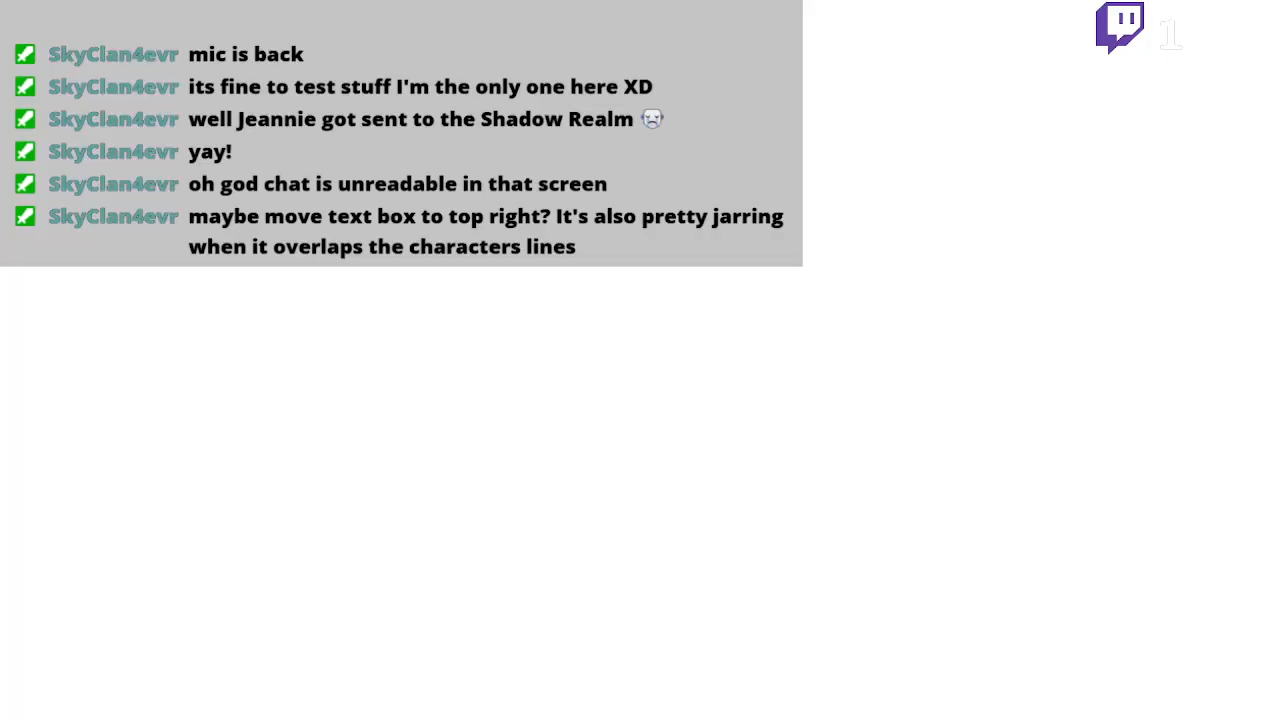 SkyClan4evr mic is back
SkyClan4evr its fine to test stuff I'm the only one here XD
SkyClan4evr well Jeannie got sent to the Shadow Realm
SkyClan4evr yay!
SkyClan4evr oh god chat is unreadable in that screen
SkyClan4evr maybe move text box to top right? It's also pretty jarring
when it overlaps the characters lines
1